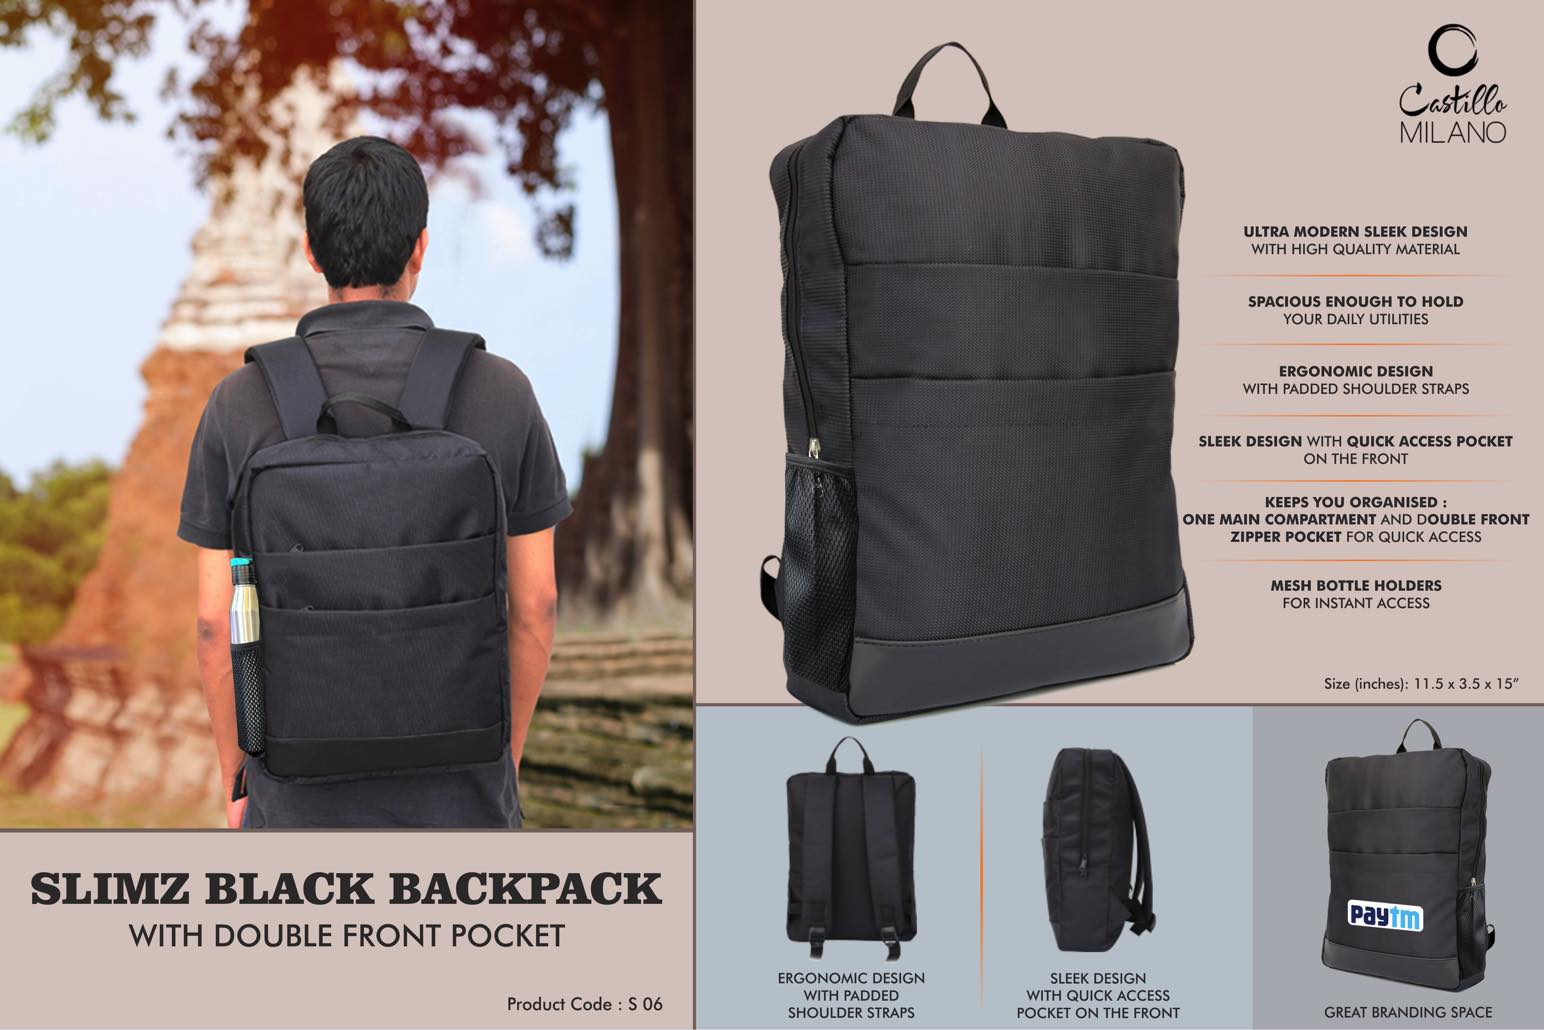 SLIMZ BLACK BACKPACK
WITH DOUBLE FRONT POCKET
Product Code : S 06
Castillo
MILANO
ULTRA MODERN SLEEK DESIGN
WITH HIGH QUALITY MATERIAL
SPACIOUS ENOUGH TO HOLD
YOUR DAILY UTILITIES
ERGONOMIC DESIGN
WITH PADDED SHOULDER STRAPS
SLEEK DESIGN WITH QUICK ACCESS POCKET
ON THE FRONT
KEEPS YOU ORGANISED :
ONE MAIN COMPARTMENT AND DOUBLE FRONT
ZIPPER POCKET FOR QUICK ACCESS
MESH BOTTLE HOLDERS
FOR INSTANT ACCESS
Size (inches): 11.5 x 3.5 x 15”
ERGONOMIC DESIGN
WITH PADDED
SHOULDER STRAPS
SLEEK DESIGN
WITH QUICK ACCESS
POCKET ON THE FRONT
paytm
GREAT BRANDING SPACE